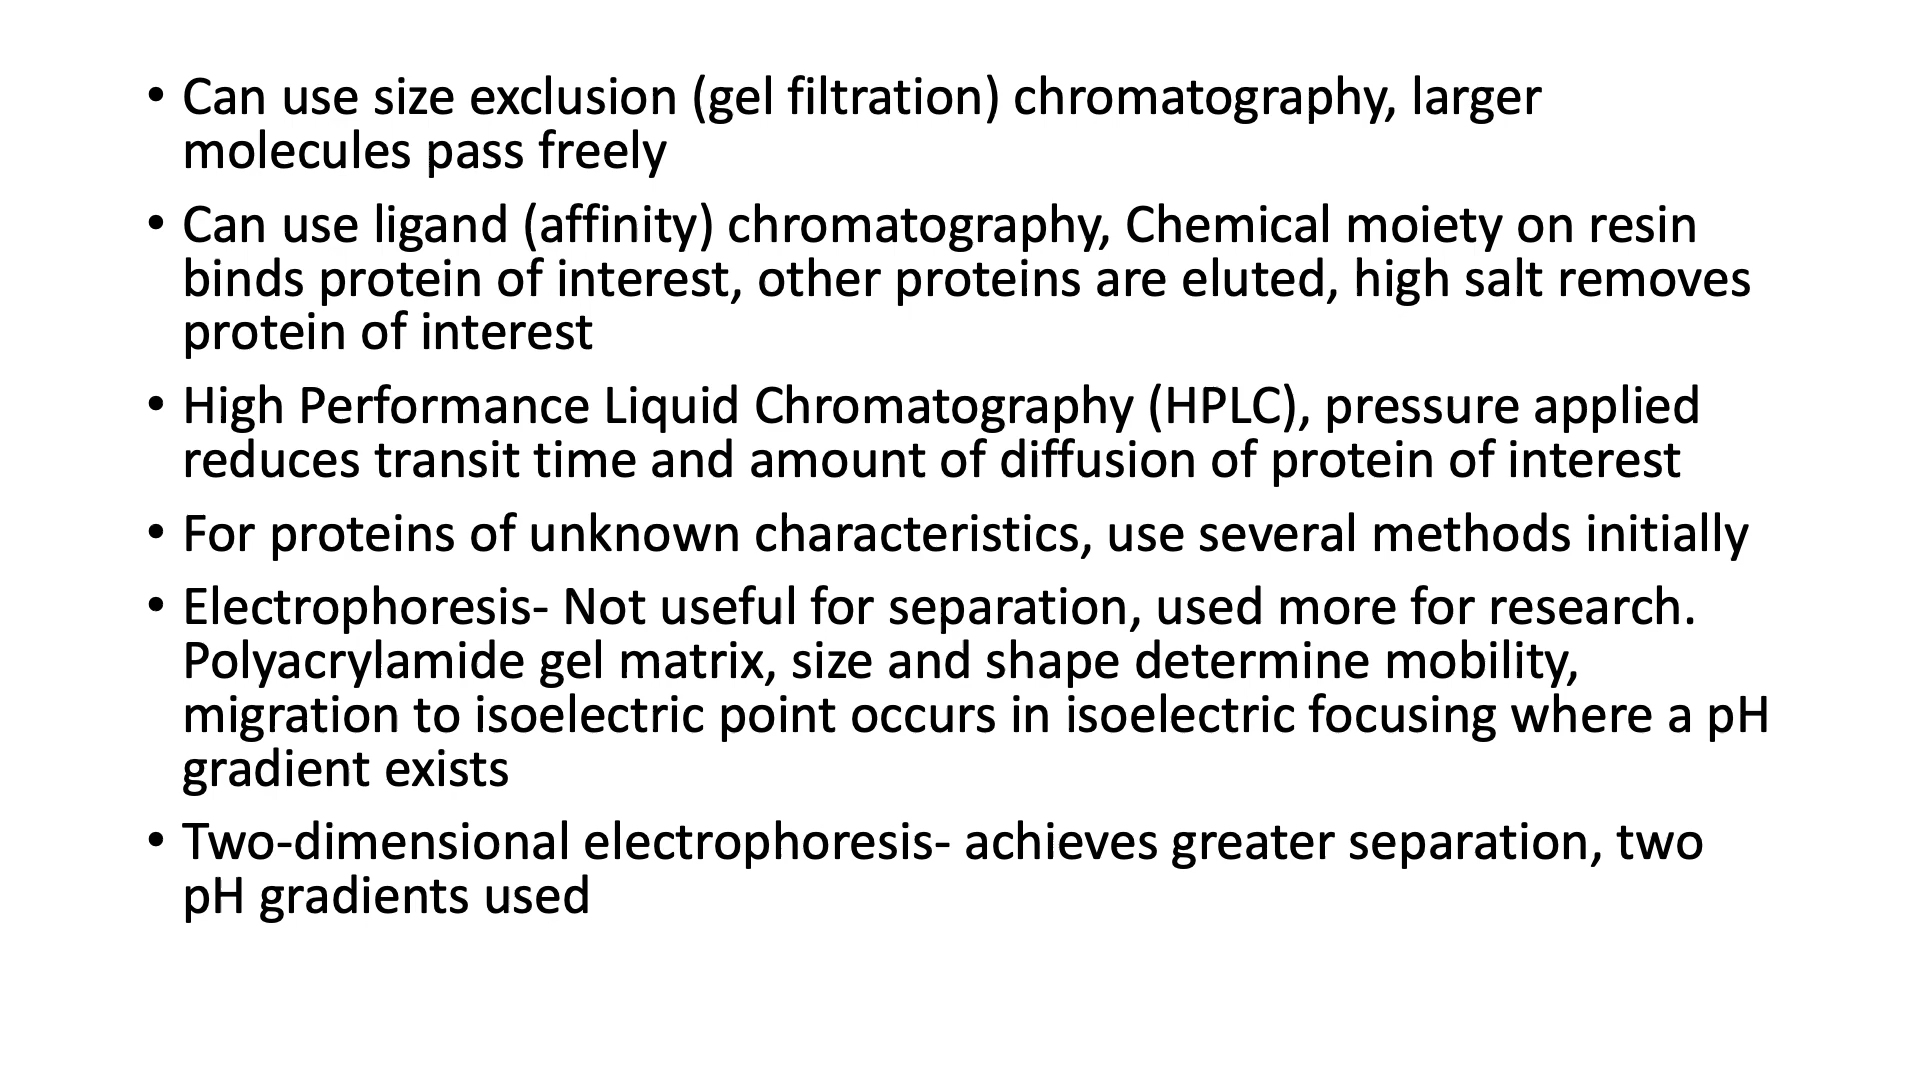 • Can use size exclusion (gel filtration) chromatography, larger
molecules pass freely
• Can use ligand (affinity) chromatography, Chemical moiety on resin
binds protein of interest, other proteins are eluted, high salt removes
protein of interest
• High Performance Liquid Chromatography (HPLC), pressure applied
reduces transit time and amount of diffusion of protein of interest
• For proteins of unknown characteristics, use several methods initially
• Electrophoresis- Not useful for separation, used more for research.
Polyacrylamide gel matrix, size and shape determine mobility,
migration to isoelectric point occurs in isoelectric focusing where a pH
gradient exists
• Two-dimensional electrophoresis- achieves greater separation, two
pH gradients used